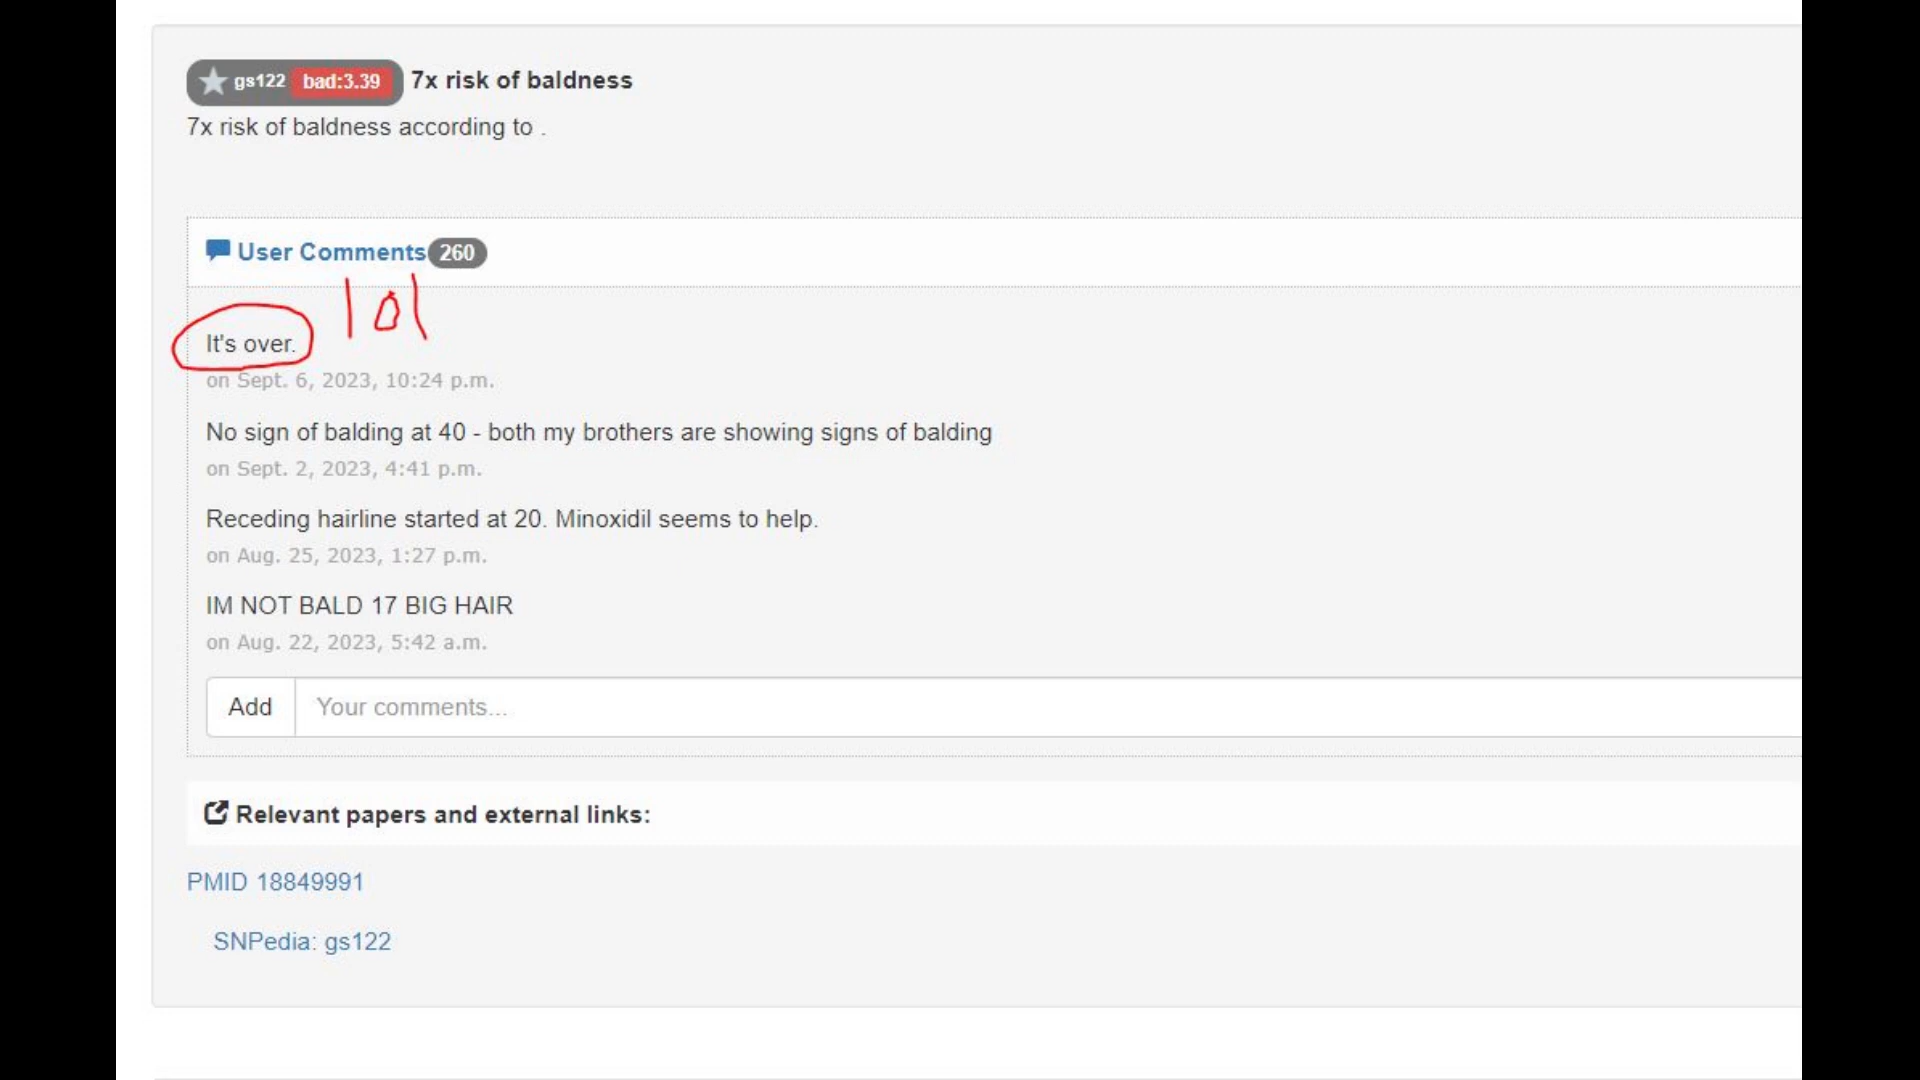 gs122 bad:3.39 7x risk of baldness
7x risk of baldness according to .
User Comments 260
lol
It's over.
on Sept. 6, 2023, 10:24 p.m.
No sign of balding at 40 - both my brothers are showing signs of balding
on Sept. 2, 2023, 4:41 p.m.
Receding hairline started at 20. Minoxidil seems to help.
on Aug. 25, 2023, 1:27 p.m.
IM NOT BALD 17 BIG HAIR
on Aug. 22, 2023, 5:42 a.m.
Add Your comments...
Relevant papers and external links:
PMID 18849991
SNPedia: gs122